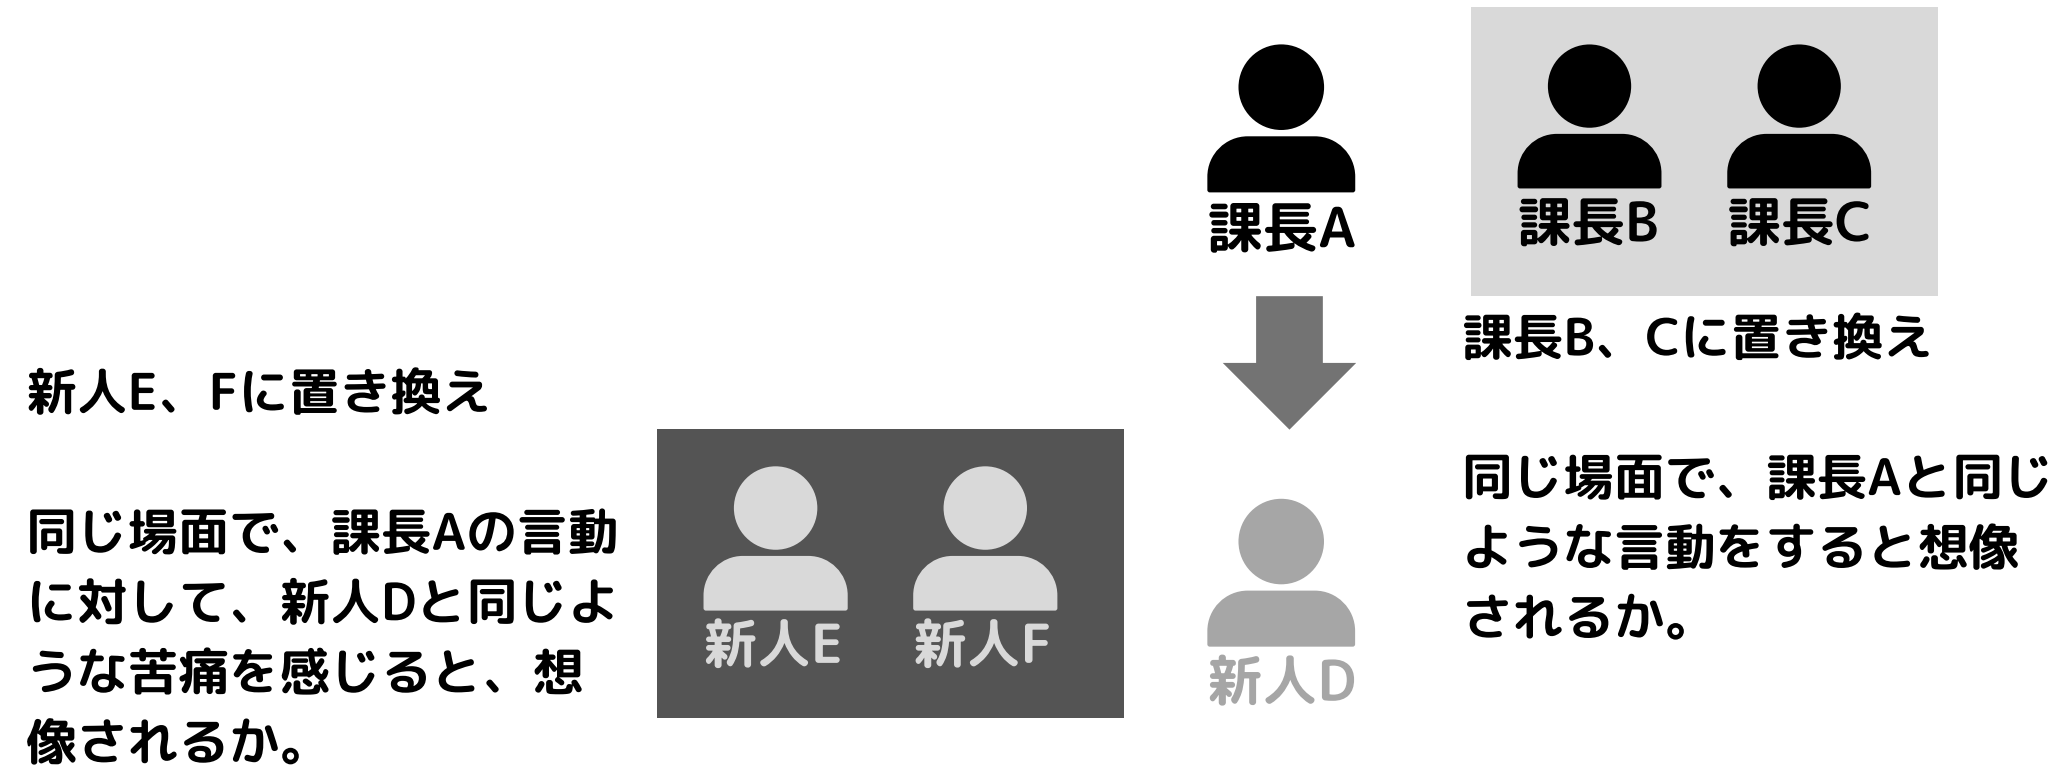 課長A
課長B
課長C
課長B、Cに置き換え
同じ場面で、課長Aと同じ
ような言動をすると想像
されるか。
新人E、Fに置き換え
同じ場面で、課長Aの言動
に対して、新人Dと同じよ
うな苦痛を感じると、想
像されるか。
新人E
新人F
新人D